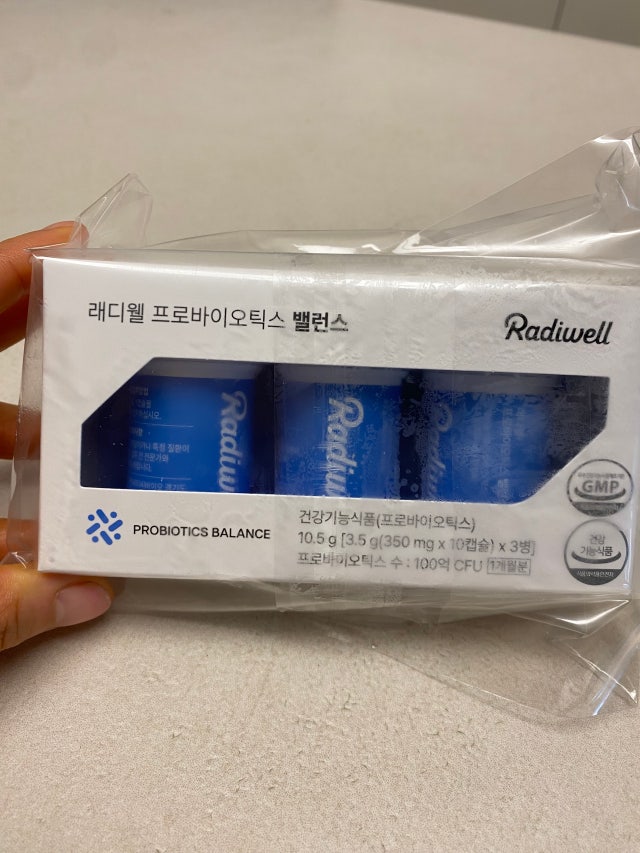 래디웰 프로바이오틱스 밸런스
Radiwell
Radiw
Radiwe
Radiwel
PROBIOTICS BALANCE
건강기능식품(프로바이오틱스)
10.5 g [3.5 g(350 mg x 10캡슐) x 3병]
프로바이오틱스 수 : 100억 CFU 1개월분
GMP
건강
기능식품